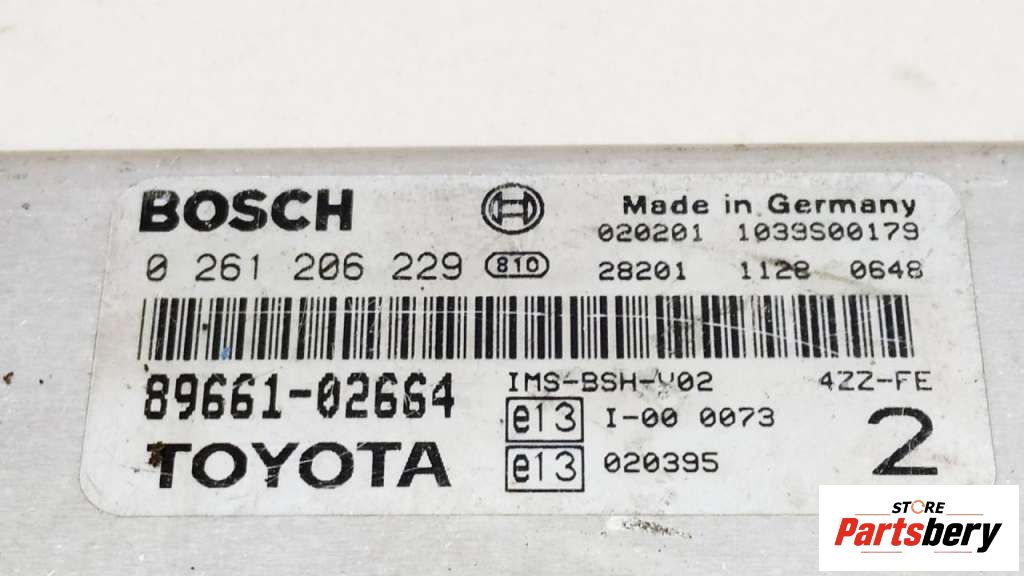 BOSCH
Made in Germany
020201 1039S00179
0 261 206 229 810
28201 1128 0648
89661-02664
IMS-BSH-V02 4ZZ-FE
e13 I-00 0073
2
TOYOTA
e13 020395
STORE
Partsbery